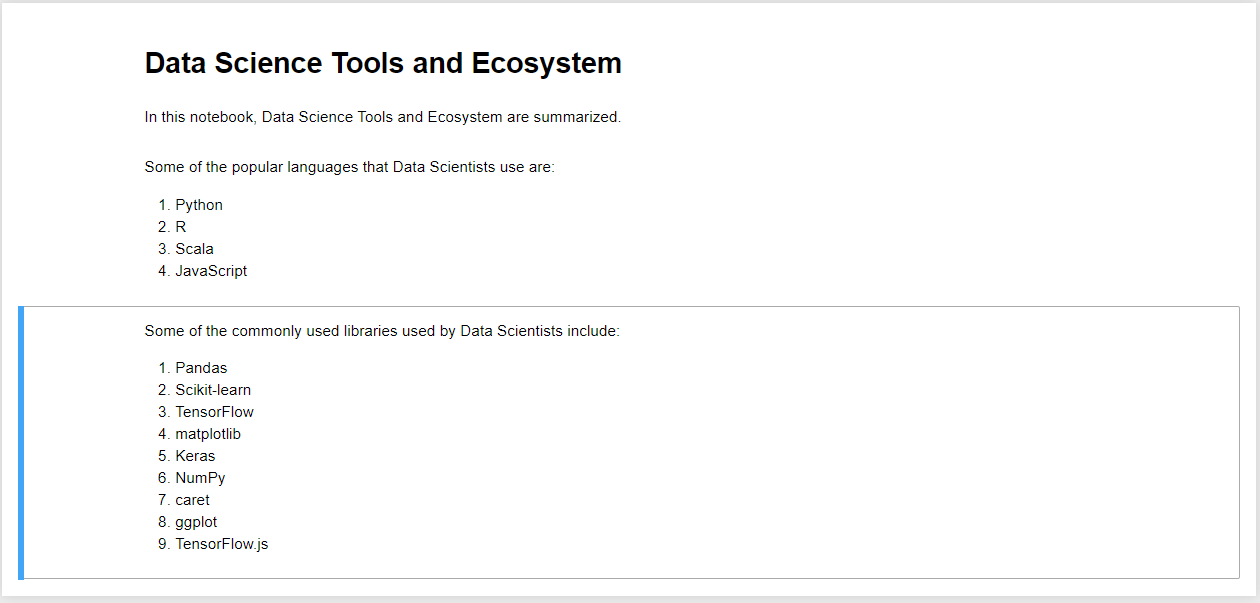 Data Science Tools and Ecosystem
In this notebook, Data Science Tools and Ecosystem are summarized.
Some of the popular languages that Data Scientists use are:
1. Python
2. R
3. Scala
4. JavaScript
Some of the commonly used libraries used by Data Scientists include:
1. Pandas
2. Scikit-learn
3. TensorFlow
4. matplotlib
5. Keras
6. NumPy
7. caret
8. ggplot
9. TensorFlow.js